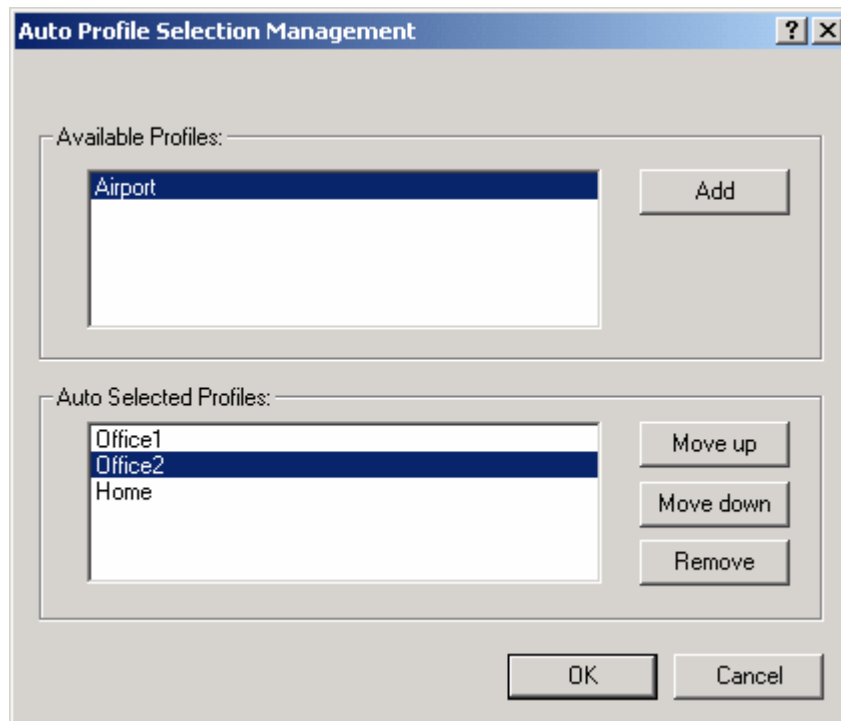 Auto Profile Selection Management
Available Profiles:
Airport
Add
Auto Selected Profiles:
Office1
Office2
Home
Move up
Move down
Remove
OK
Cancel